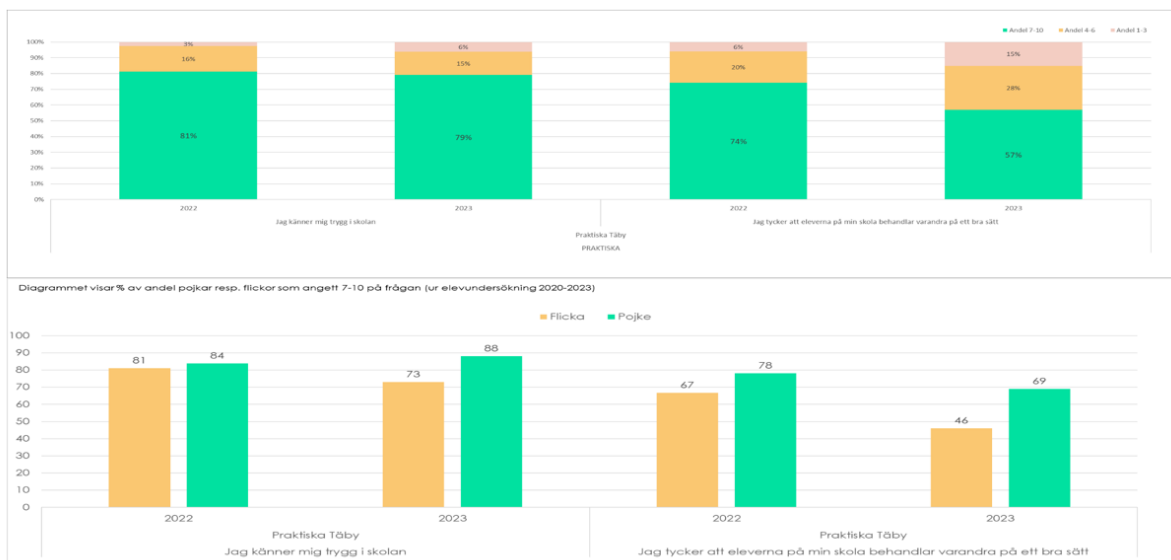 Andel 7-10 Andel 4-6 Andel 1-3
100%
90%
80%
70%
60%
50%
40%
30%
20%
10%
0%
3% 6% 6% 15%
16% 15% 20% 28%
81% 79% 74% 57%
2022 2023 2022 2023
Jag känner mig trygg i skolan Jag tycker att eleverna på min skola behandlar varandra på ett bra sätt
Praktiska Täby
PRAKTISKA
Diagrammet visar % av andel pojkar resp. flickor som angett 7-10 på frågan (ur elevundersökning 2020-2023)
Flicka Pojke
100
90
80
70
60
50
40
30
20
10
0
81 84 73 88 67 78 46 69
2022 2023 2022 2023
Praktiska Täby Praktiska Täby
Jag känner mig trygg i skolan Jag tycker att eleverna på min skola behandlar varandra på ett bra sätt